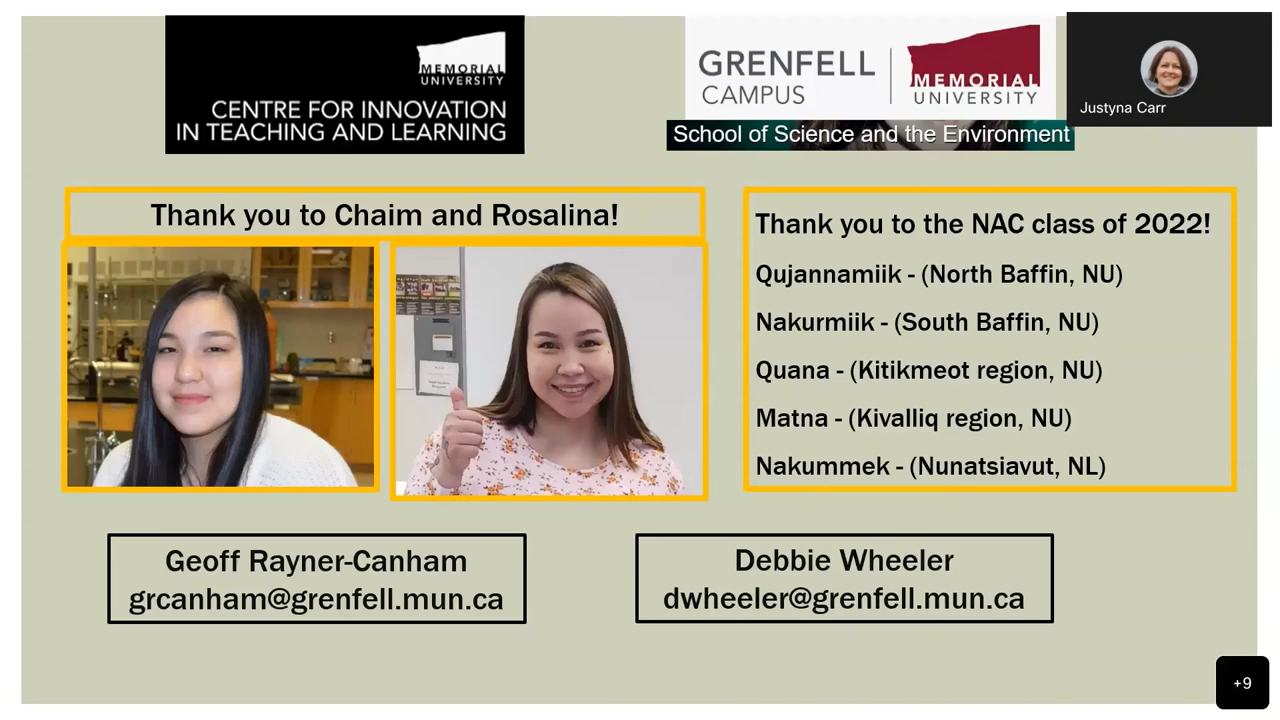 MEMORIAL
UNIVERSITY
CENTRE FOR INNOVATION
IN TEACHING AND LEARNING
GRENFELL
CAMPUS
MEMORIAL
UNIVERSITY
School of Science and the Environment
Justyna Carr
Thank you to Chaim and Rosalina!
Thank you to the NAC class of 2022!
Qujannamiik - (North Baffin, NU)
Nakurmiik - (South Baffin, NU)
Quana - (Kitikmeot region, NU)
Matna - (Kivalliq region, NU)
Nakummek - (Nunatsiavut, NL)
Geoff Rayner-Canham
grcanham@grenfell.mun.ca
Debbie Wheeler
dwheeler@grenfell.mun.ca
+9